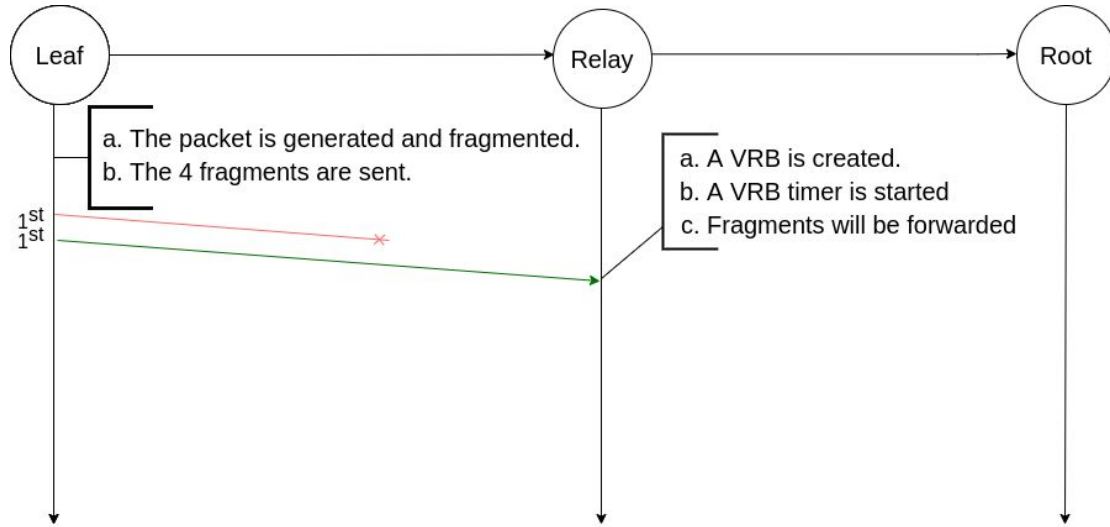 Leaf
Relay
Root
a. The packet is generated and fragmented.
b. The 4 fragments are sent.
a. A VRB is created.
b. A VRB timer is started
c. Fragments will be forwarded
1st
1st